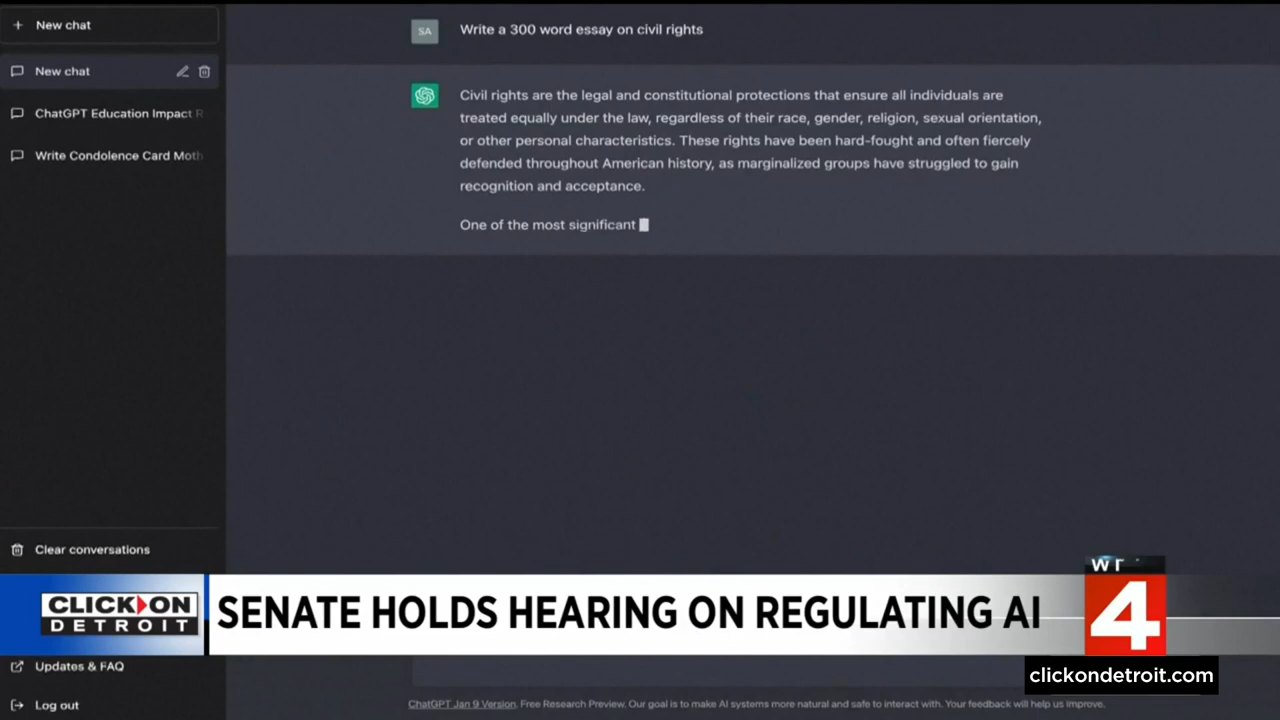 New chat
New chat
ChatGPT Education Impact R
Write Condolence Card Moth
SA
Write a 300 word essay on civil rights
Civil rights are the legal and constitutional protections that ensure all individuals are
treated equally under the law, regardless of their race, gender, religion, sexual orientation,
or other personal characteristics. These rights have been hard-fought and often fiercely
defended throughout American history, as marginalized groups have struggled to gain
recognition and acceptance.
One of the most significant
Clear conversations
CLICK ON
DETROIT
SENATE HOLDS HEARING ON REGULATING AI
4
Updates & FAQ
clickondetroit.com
Log out
ChatGPT Jan 9 Version. Free Research Preview. Our goal is to make AI systems more natural and safe to interact with. Your feedback will help us improve.